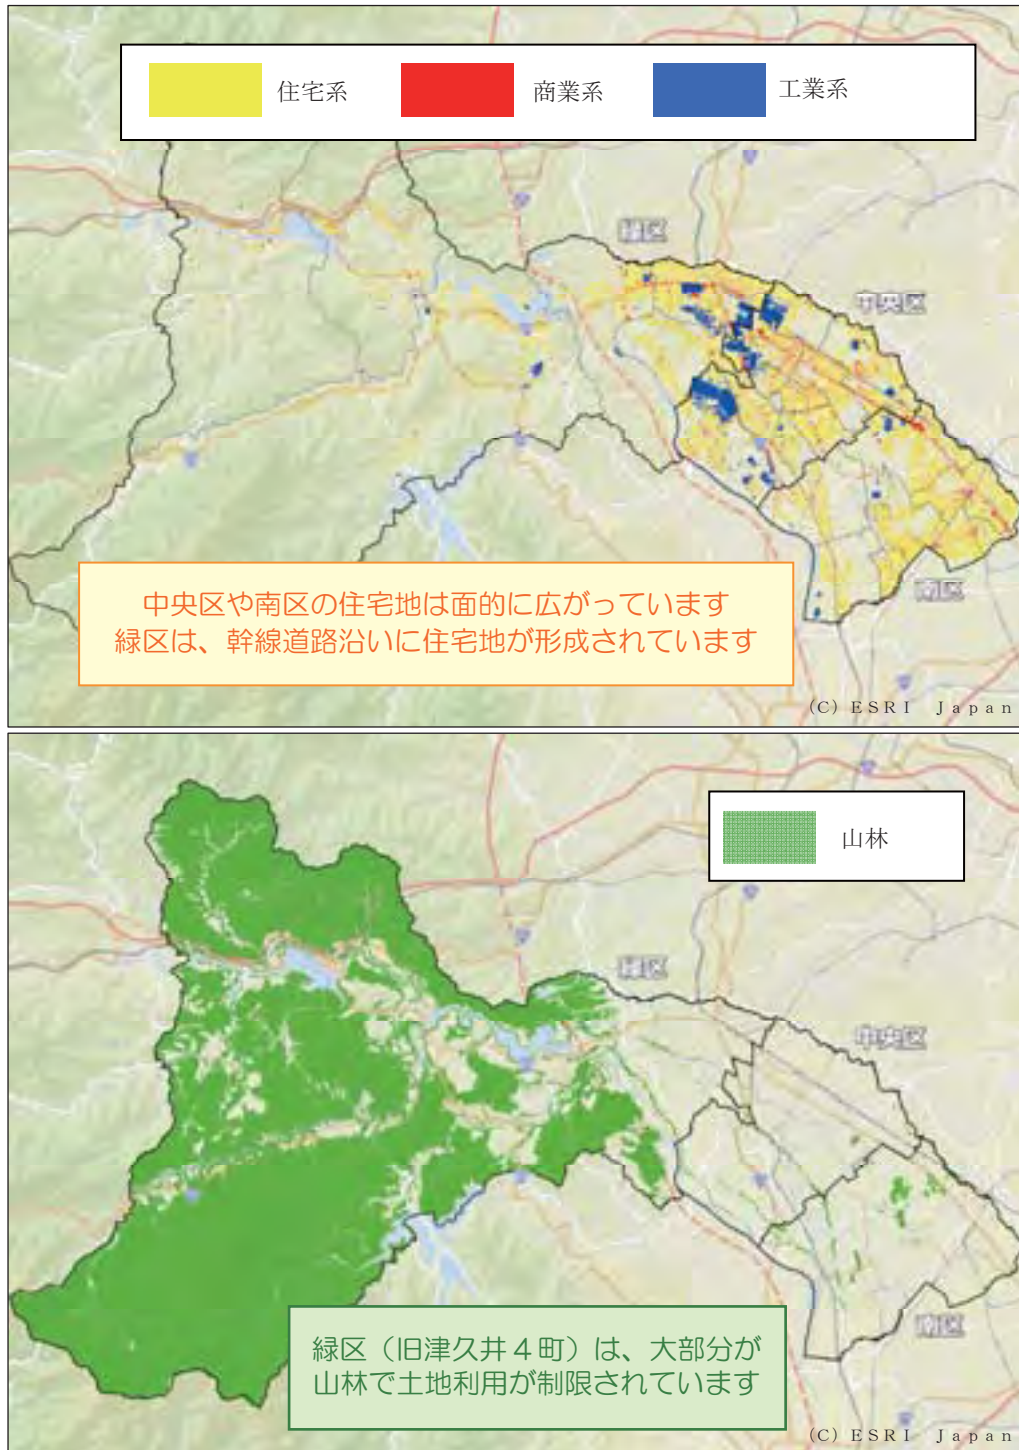 住宅系
商業系
工業系
緑区
中央区
南区
中央区や南区の住宅地は面的に広がっています
緑区は、幹線道路沿いに住宅地が形成されています
(C) ESRI Japan
山林
緑区
中央区
南区
緑区（旧津久井４町）は、大部分が
山林で土地利用が制限されています
(C) ESRI Japan